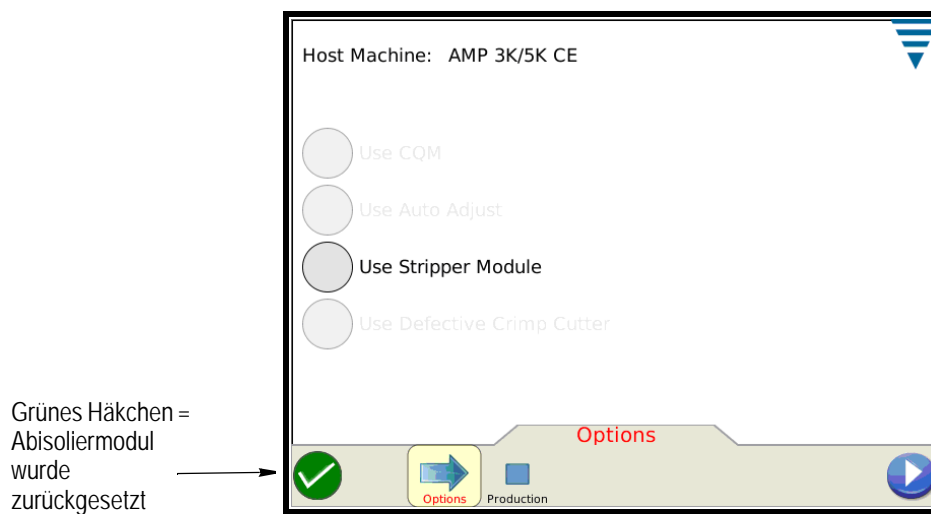 Host Machine: AMP 3K/5K CE
Use CQM
Use Auto Adjust
Use Stripper Module
Use Defective Crimp Cutter
Grünes Häkchen =
Abisoliermodul
wurde
zurückgesetzt
Options
Options
Production